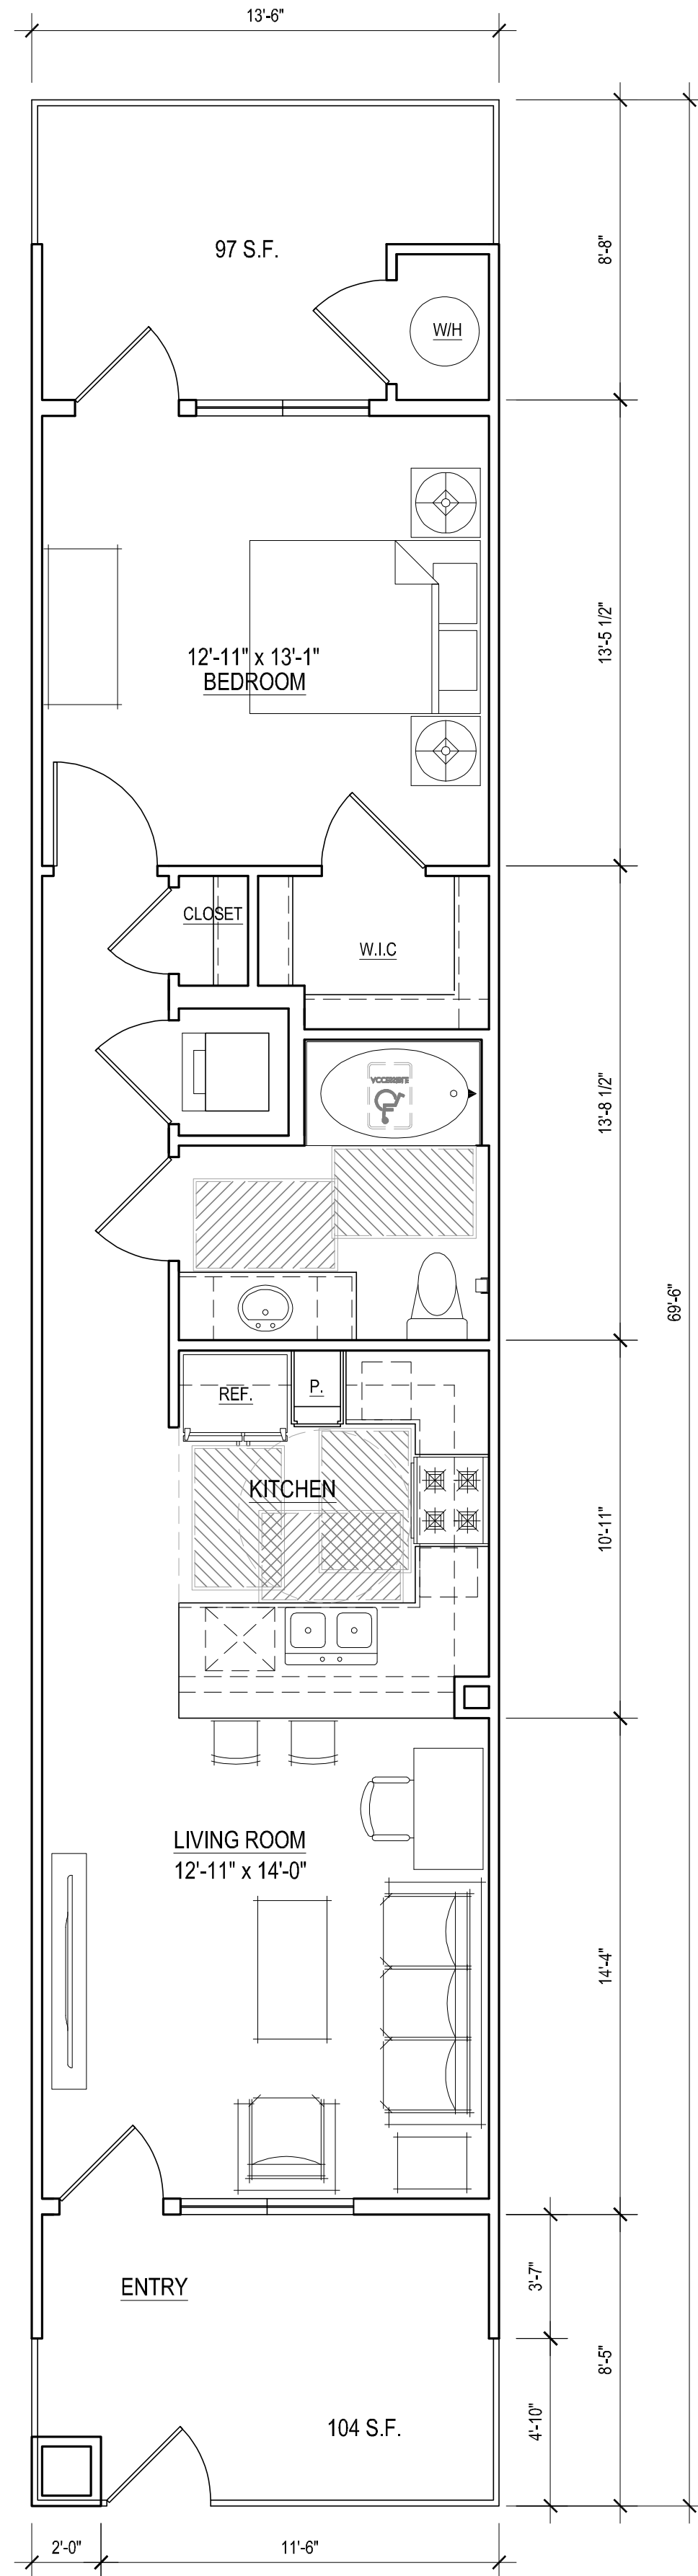 13'-6"
97 S.F.
8'-8"
W/H
13'-5 1/2"
12'-11" x 13'-1"
BEDROOM
CLOSET
W.I.C
ACCESSIBLE
13'-8 1/2"
69'-6"
REF.
P.
KITCHEN
10'-11"
LIVING ROOM
12'-11" x 14'-0"
14'-4"
ENTRY
3'-7"
8'-5"
104 S.F.
4'-10"
2'-0"
11'-6"